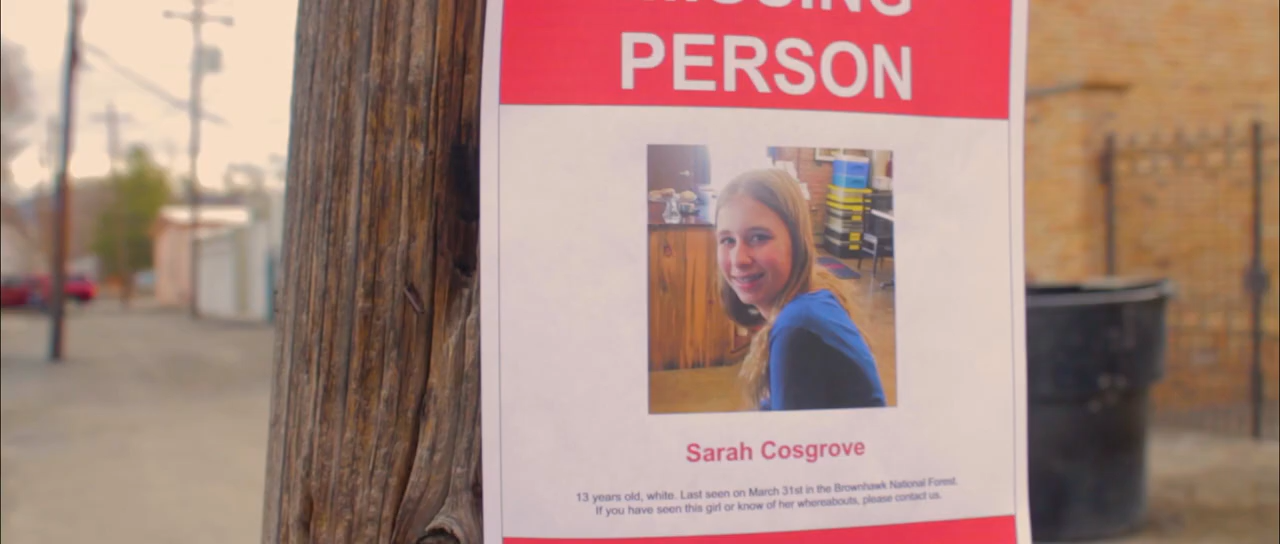 MISSING
PERSON
Sarah Cosgrove
13 years old, white. Last seen on March 31st in the Brownhawk National Forest.
If you have seen this girl or know of her whereabouts, please contact us.